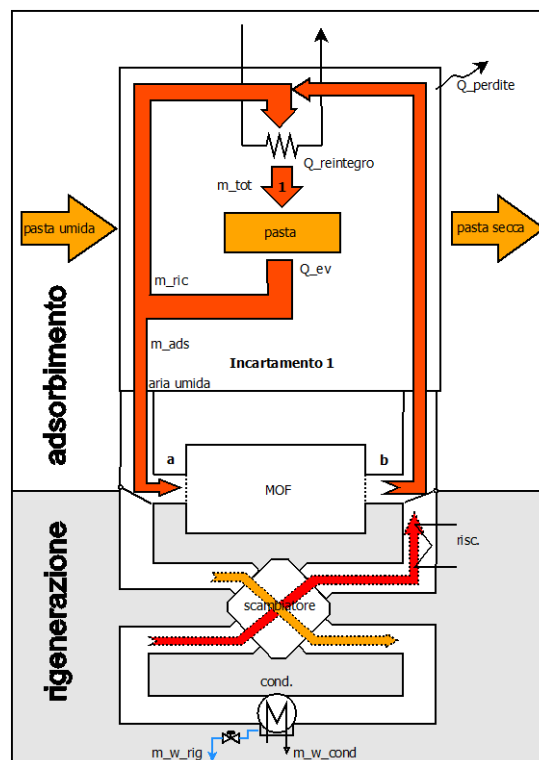 Q_perdite
Q_reintegro
m_tot
1
pasta umida
pasta
pasta secca
Q_ev
m_ric
m_ads
Incartamento 1
aria umida
adsorbimento
a
b
MOF
rigenerazione
risc.
scambiatore
cond.
M
m_w_rig
m_w_cond